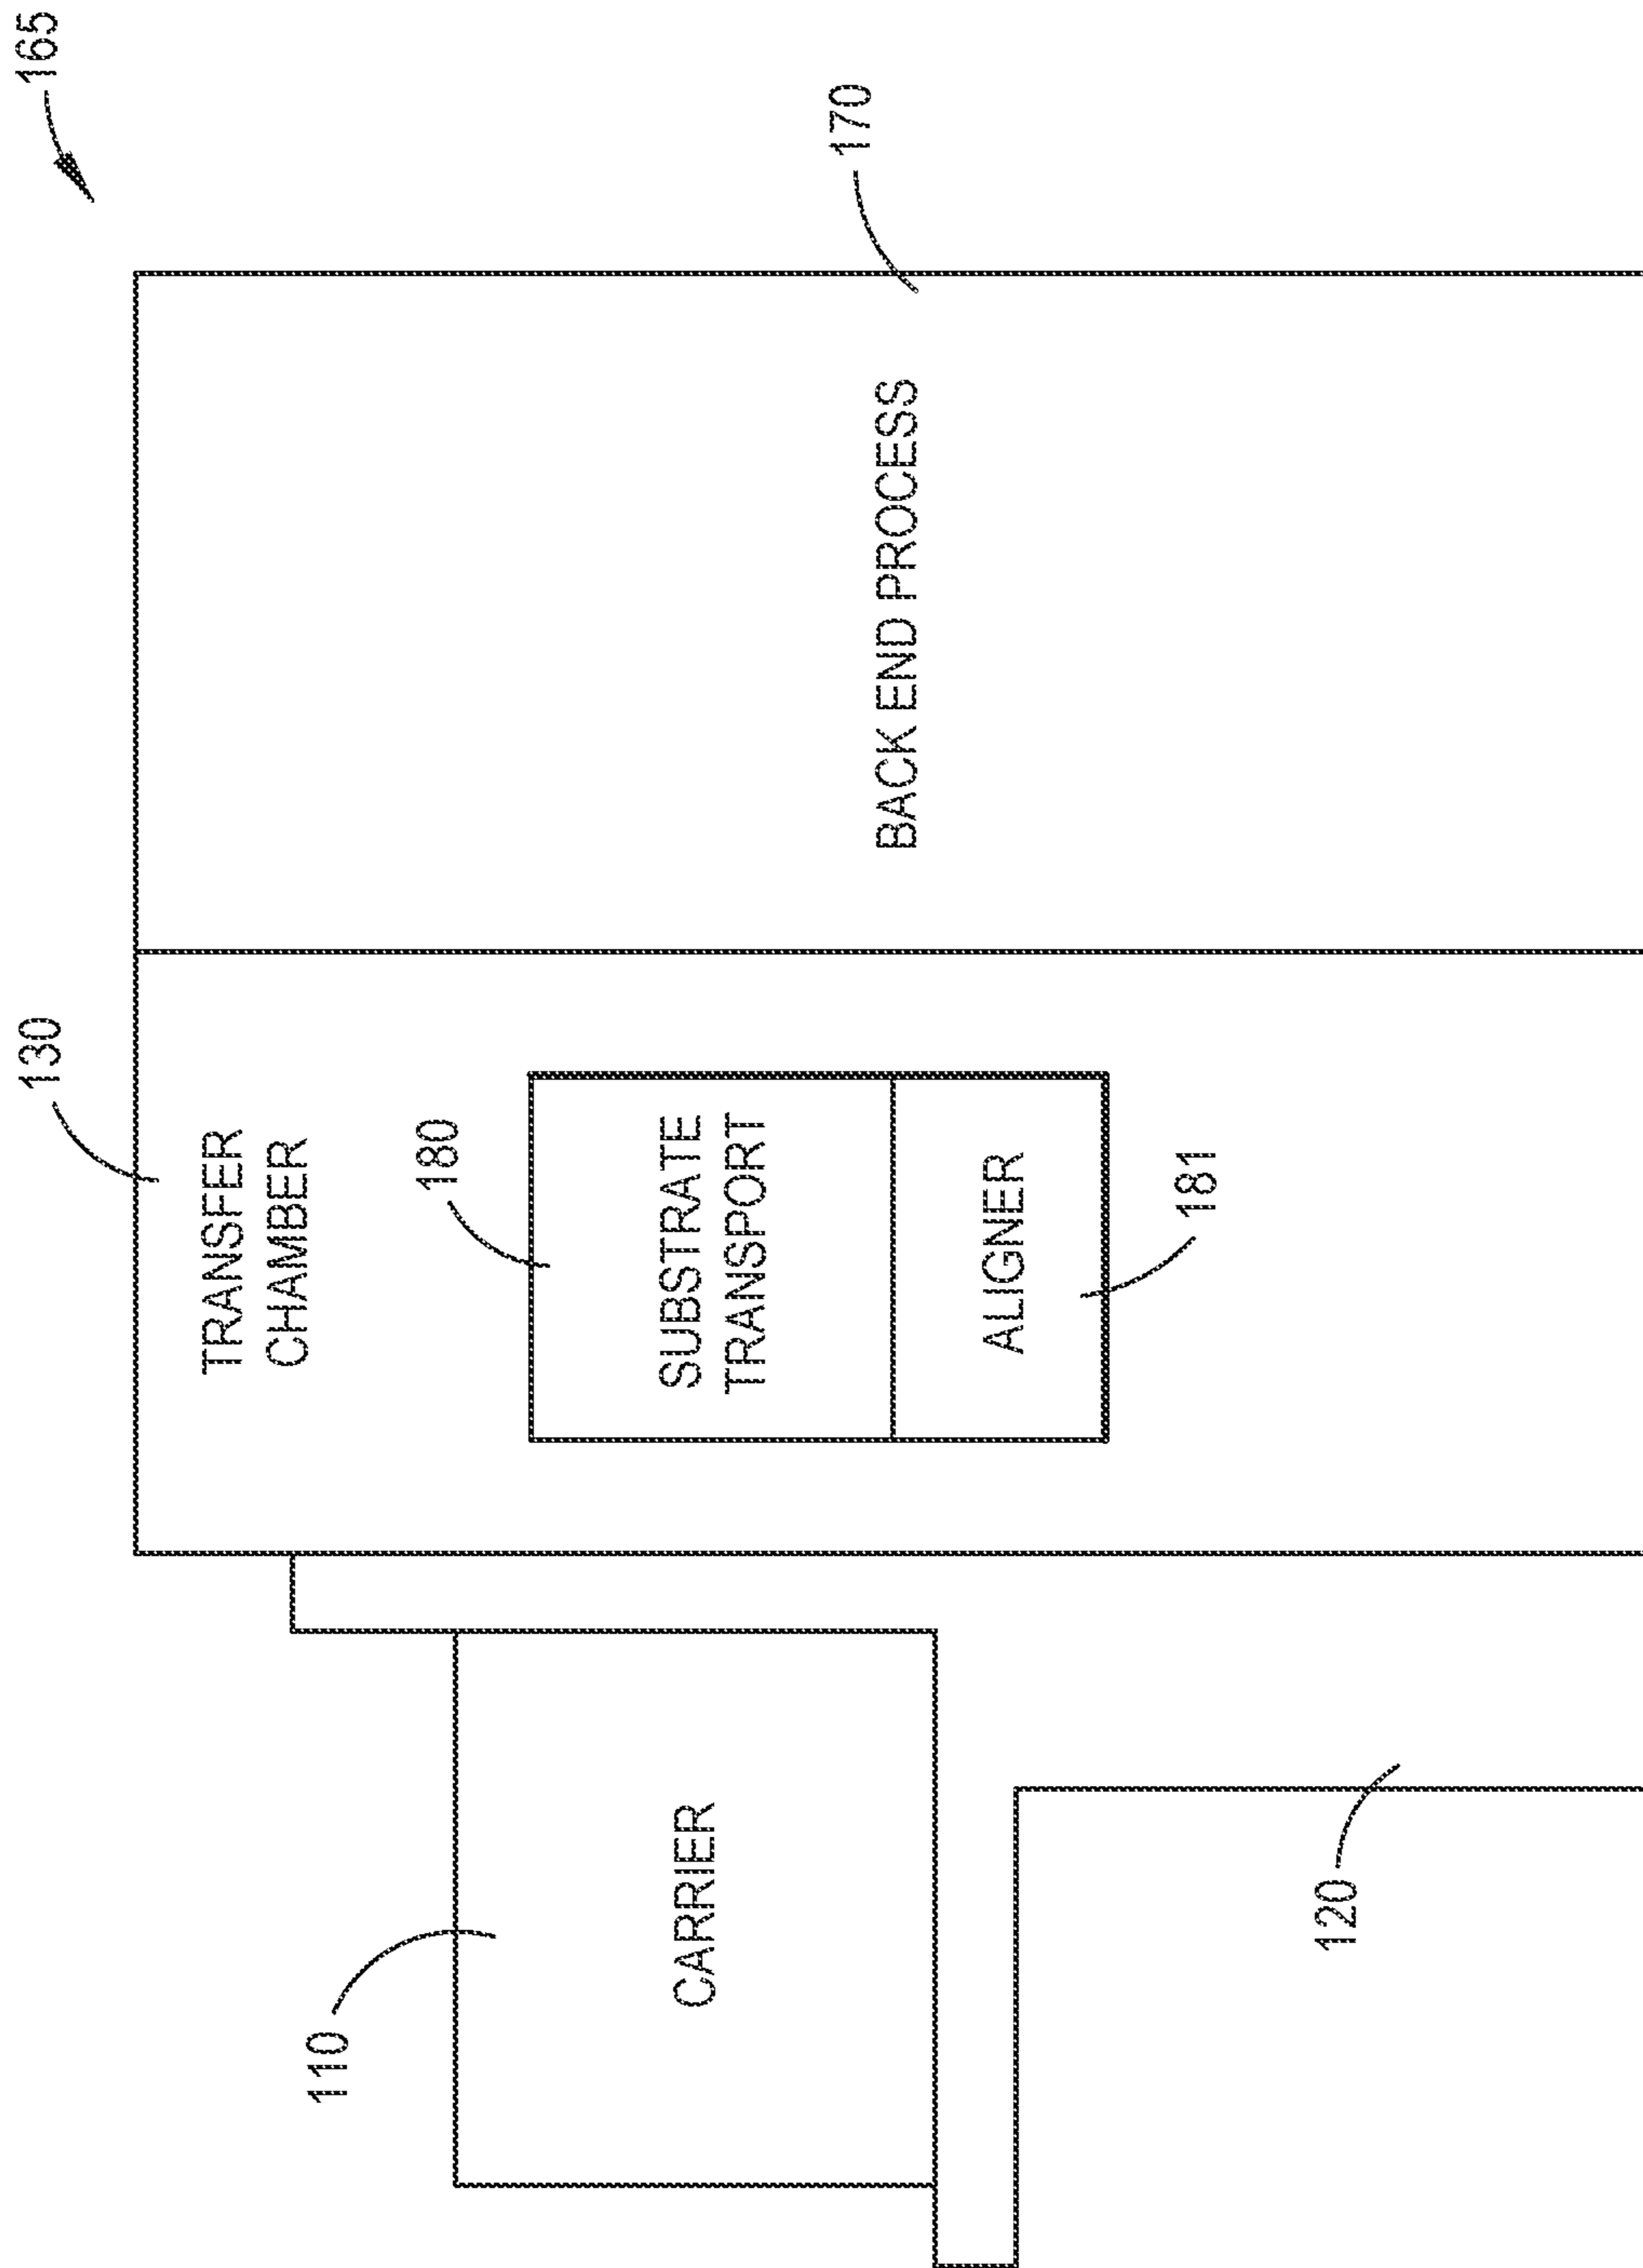 165
130
170
TRANSFER
CHAMBER
180
SUBSTRATE
TRANSPORT
ALIGNER
181
BACK END PROCESS
110
CARRIER
120